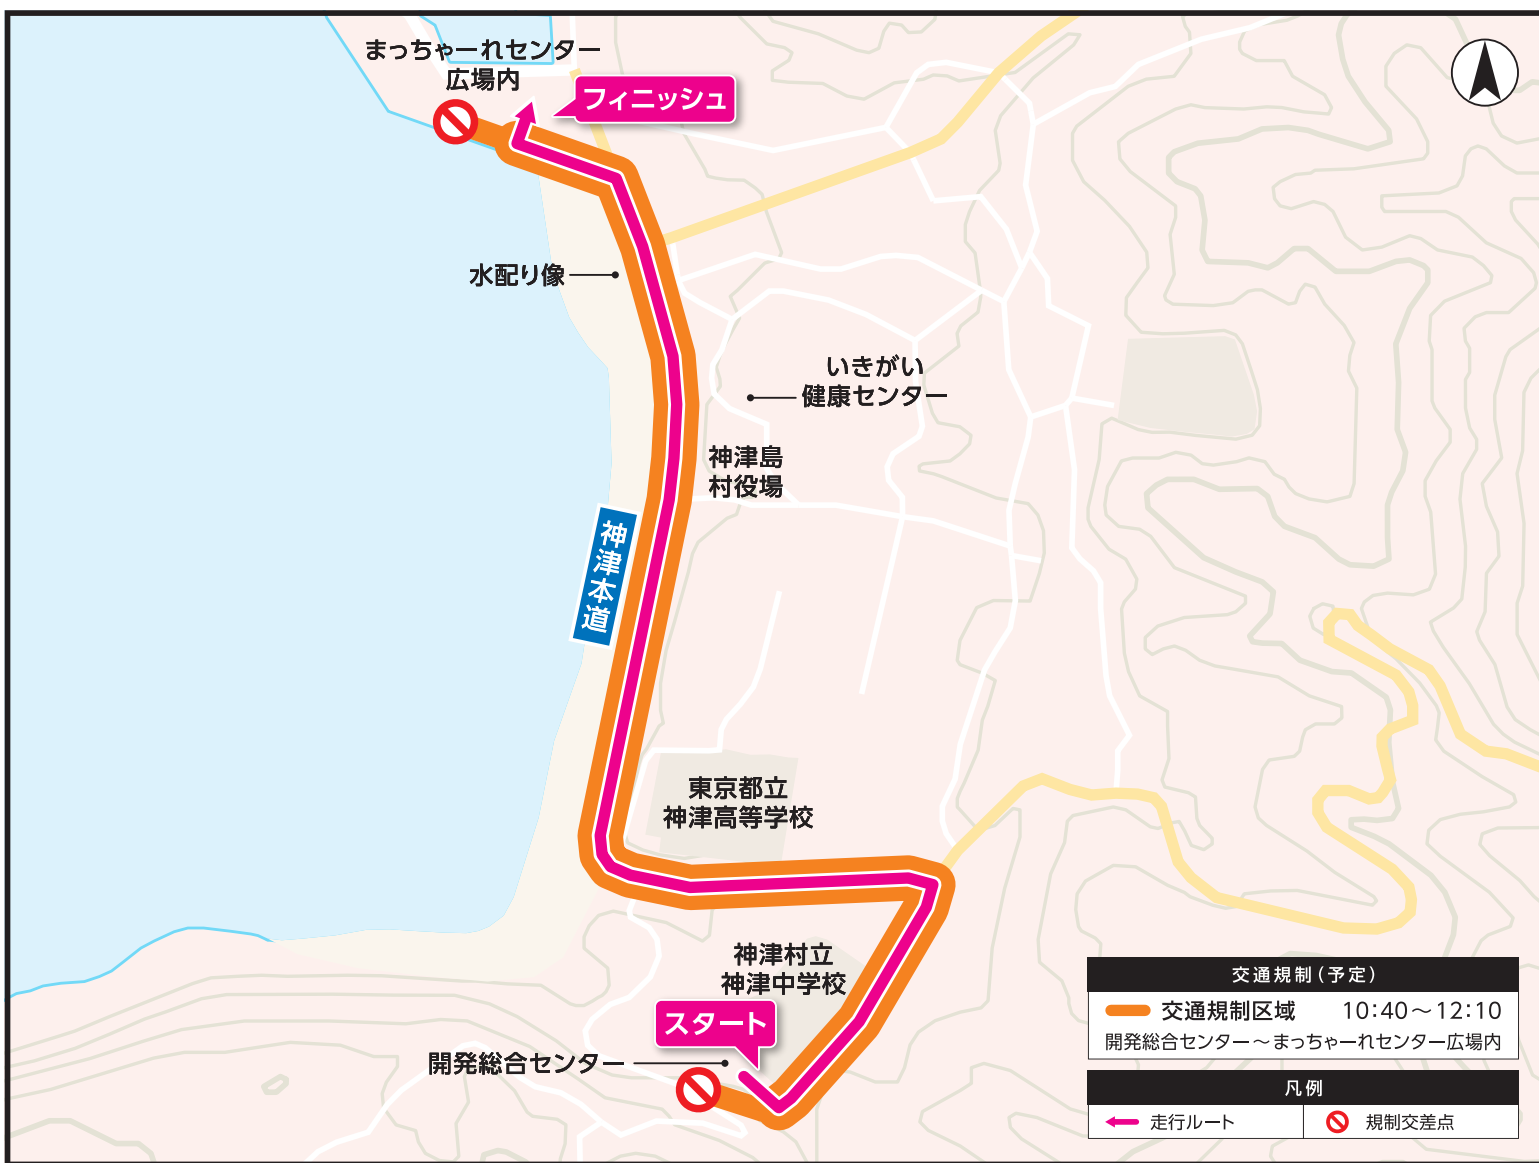 まっちゃーれセンター
広場内
フィニッシュ
水配り像
いきがい
健康センター
神津島
村役場
神津本道
東京都立
神津高等学校
神津村立
神津中学校
スタート
開発総合センター
交通規制(予定)
交通規制区域 10:40～12:10
開発総合センター～まっちゃーれセンター広場内
凡例
走行ルート 規制交差点